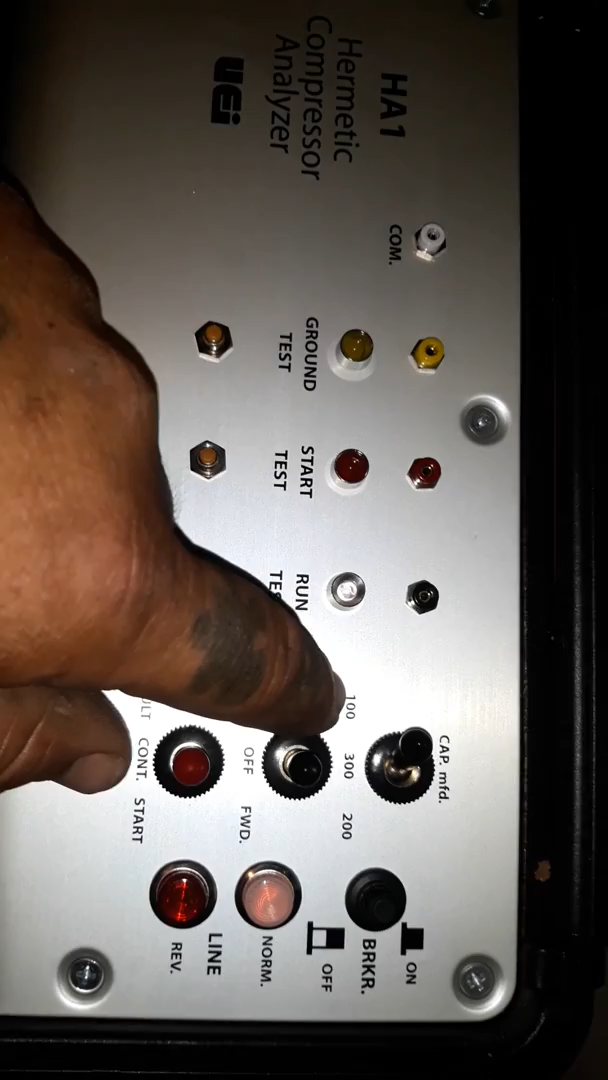 HA1
Hermetic
Compressor
Analyzer
UEi
COM.
GROUND
TEST
START
TEST
RUN
CAP. mfd.
100 300 200
OFF FWD.
CONT. START
ON
BRKR.
OFF
NORM.
LINE
REV.